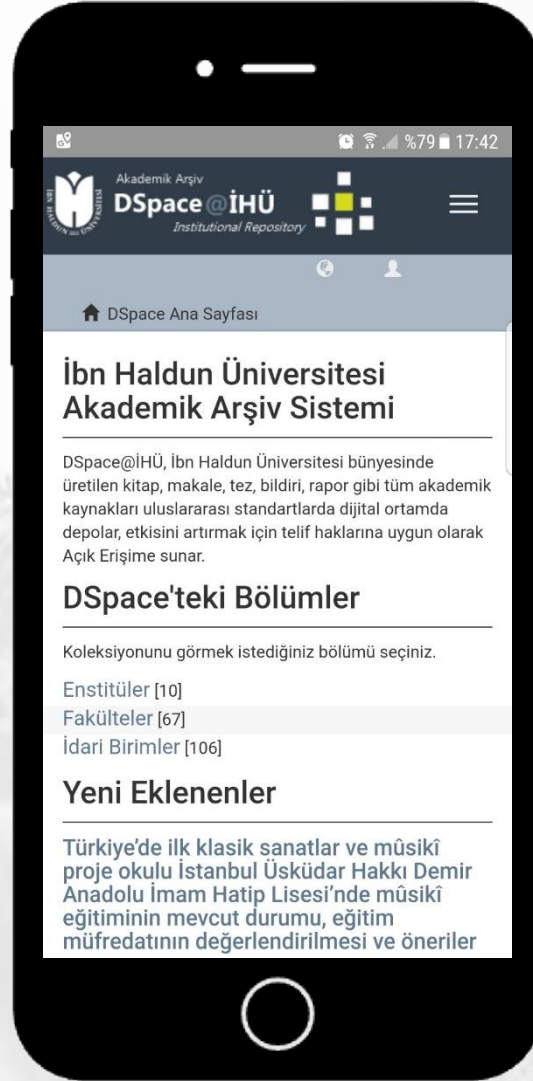 %79 17:42
Akademik Arşiv
DSpace@İHÜ
Institutional Repository
DSpace Ana Sayfası
İbn Haldun Üniversitesi
Akademik Arşiv Sistemi
DSpace@İHÜ, İbn Haldun Üniversitesi bünyesinde
üretilen kitap, makale, tez, bildiri, rapor gibi tüm akademik
kaynakları uluslararası standartlarda dijital ortamda
depolar, etkisini artırmak için telif haklarına uygun olarak
Açık Erişime sunar.
DSpace'teki Bölümler
Koleksiyonunu görmek istediğiniz bölümü seçiniz.
Enstitüler [10]
Fakülteler [67]
İdari Birimler [106]
Yeni Eklenenler
Türkiye’de ilk klasik sanatlar ve mûsikî
proje okulu İstanbul Üsküdar Hakkı Demir
Anadolu İmam Hatip Lisesi’nde mûsikî
eğitiminin mevcut durumu, eğitim
müfredatının değerlendirilmesi ve öneriler